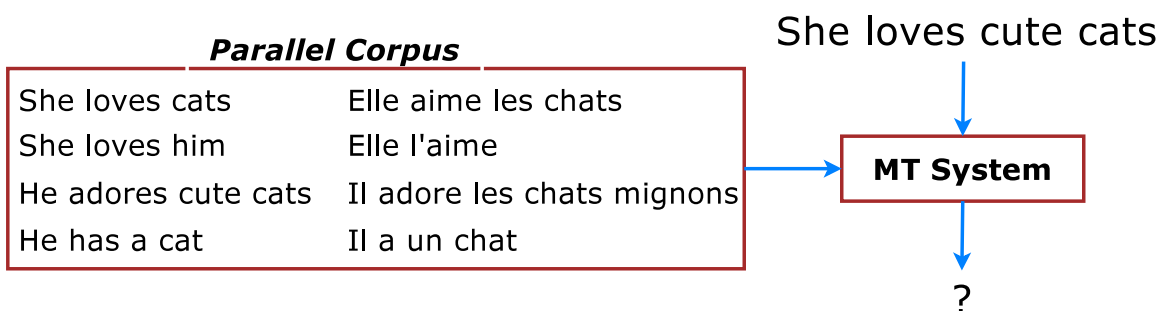 She loves cute cats
Parallel Corpus
She loves cats Elle aime les chats
She loves him Elle l'aime
He adores cute cats Il adore les chats mignons
He has a cat Il a un chat
MT System
?